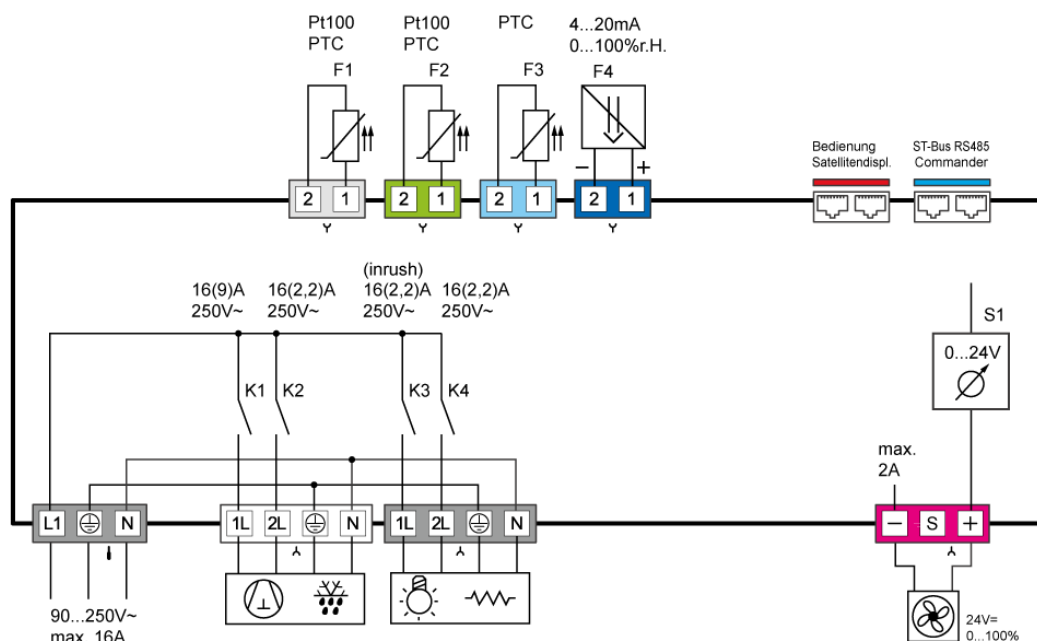 Pt100
PTC
Pt100
PTC
PTC
4...20mA
0...100%r.H.
F1
F2
F3
F4
Bedienung
Satellitendispl.
ST-Bus RS485
Commander
2
1
2
1
2
1
–
+
2
1
(inrush)
16(9)A
250V~
16(2,2)A
250V~
16(2,2)A
250V~
16(2,2)A
250V~
S1
0...24V
K1
K2
K3
K4
max.
2A
L1
N
1L
2L
N
1L
2L
N
–
S
+
90...250V~
max. 16A
24V=
0...100%